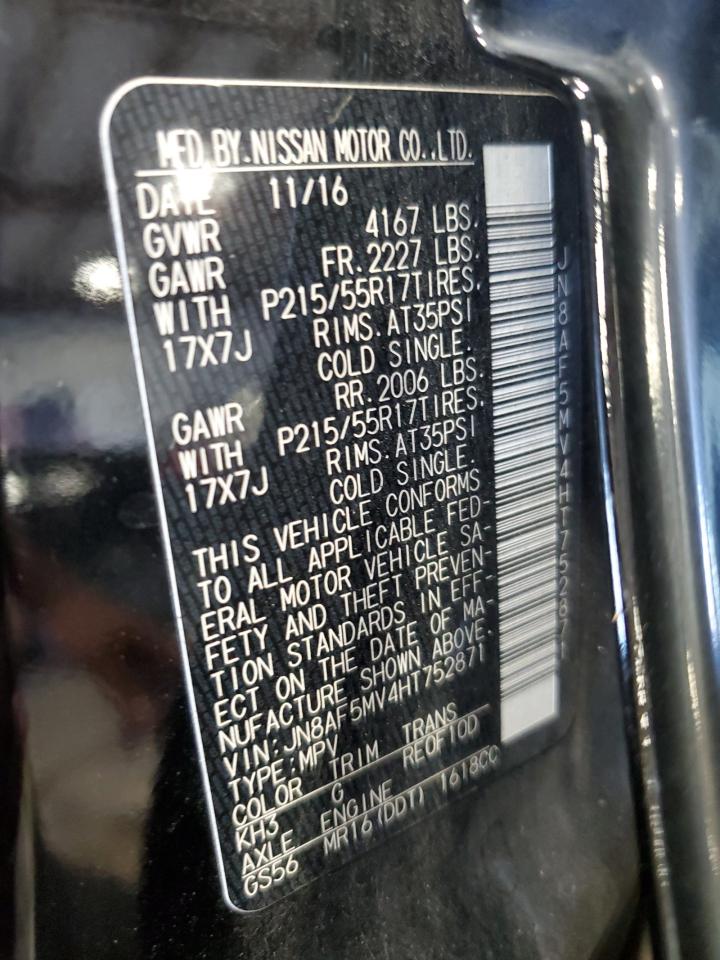 MFD BY.NISSAN MOTOR CO.,LTD.
DATE 11/16
GVWR 4167 LBS.
GAWR FR.2227 LBS.
WITH P215/55R17TIRES.
17X7J RIMS.AT35PSI
COLD SINGLE.
GAWR RR.2006 LBS.
WITH P215/55R17TIRES.
17X7J RIMS.AT35PSI
COLD SINGLE.
THIS VEHICLE CONFORMS
TO ALL APPLICABLE FED-
ERAL MOTOR VEHICLE SA-
FETY AND THEFT PREVEN-
TION STANDARDS IN EFF-
ECT ON THE DATE OF MA-
NUFACTURE SHOWN ABOVE.
VIN:JN8AF5MV4HT752871
TYPE:MPV
COLOR TRIM TRANS
KH3 G RE0F10D
AXLE ENGINE
GS56 MR16(DDT) 1618CC
JN8AF5MV4HT752871